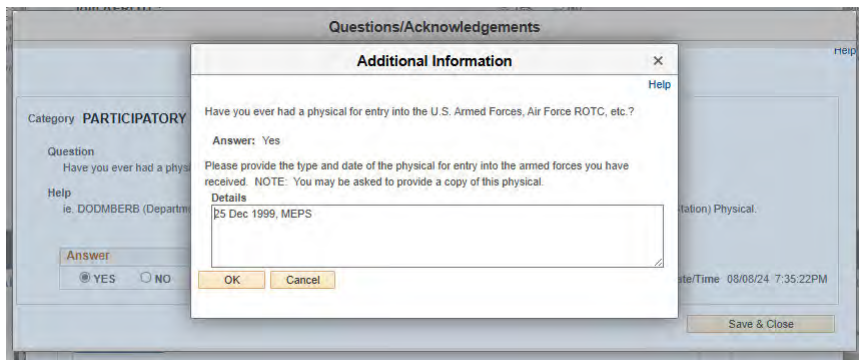 Questions/Acknowledgements
Additional Information
×
Help
Help
Have you ever had a physical for entry into the U.S. Armed Forces, Air Force ROTC, etc.?
Category PARTICIPATORY
Answer: Yes
Question
Have you ever had a physi
Please provide the type and date of the physical for entry into the armed forces you have
received. NOTE: You may be asked to provide a copy of this physical.
Help
Details
ie. DODMBERB (Departme
25 Dec 1999, MEPS
tation) Physical.
Answer
YES NO
OK Cancel
ate/Time 08/08/24 7:35:22PM
Save & Close